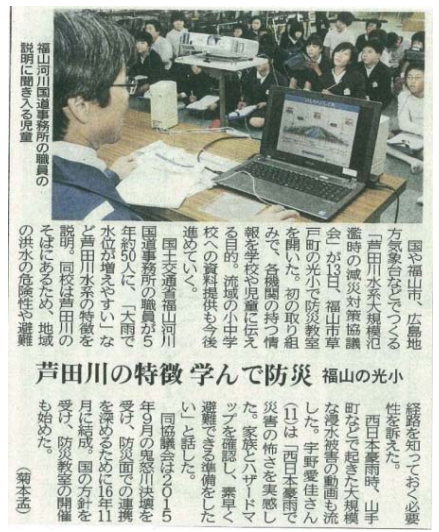 福山河川国道事務所の職員の
説明に聞き入る児童
芦田川の特徴 学んで防災 福山の光小
国や福山市、広島地
方気象台などでつくる
「芦田川水系大規模氾
濫時の減災対策協議
会」が13日、福山市草
戸町の光小で防災教室
を開いた。初の取り組
みで、各機関の持つ情
報を学校や児童に伝え
る目的。流域の小中学
校への資料提供も今後
進めていく。
国土交通省福山河川
国道事務所の職員が5
年約50人に、「大雨で
水位が増えやすい」な
ど芦田川水系の特徴を
説明。同校は芦田川の
そばにあるため、地域
の洪水の危険性や避難
経路を知っておく必要
性を訴えた。
西日本豪雨時、山手
町などで起きた大規模
な浸水被害の動画も流
した。宇野愛佳さん
(11)は「西日本豪雨で
災害の怖さを実感し
た。家族とハザードマ
ップを確認し、素早く
避難できる準備をした
い」と話した。
同協議会は2015
年9月の鬼怒川決壊を
受け、防災面での連携
を深めるために16年11
月に結成。国の方針を
受け、防災教室の開催
も始めた。
(菊本孟)